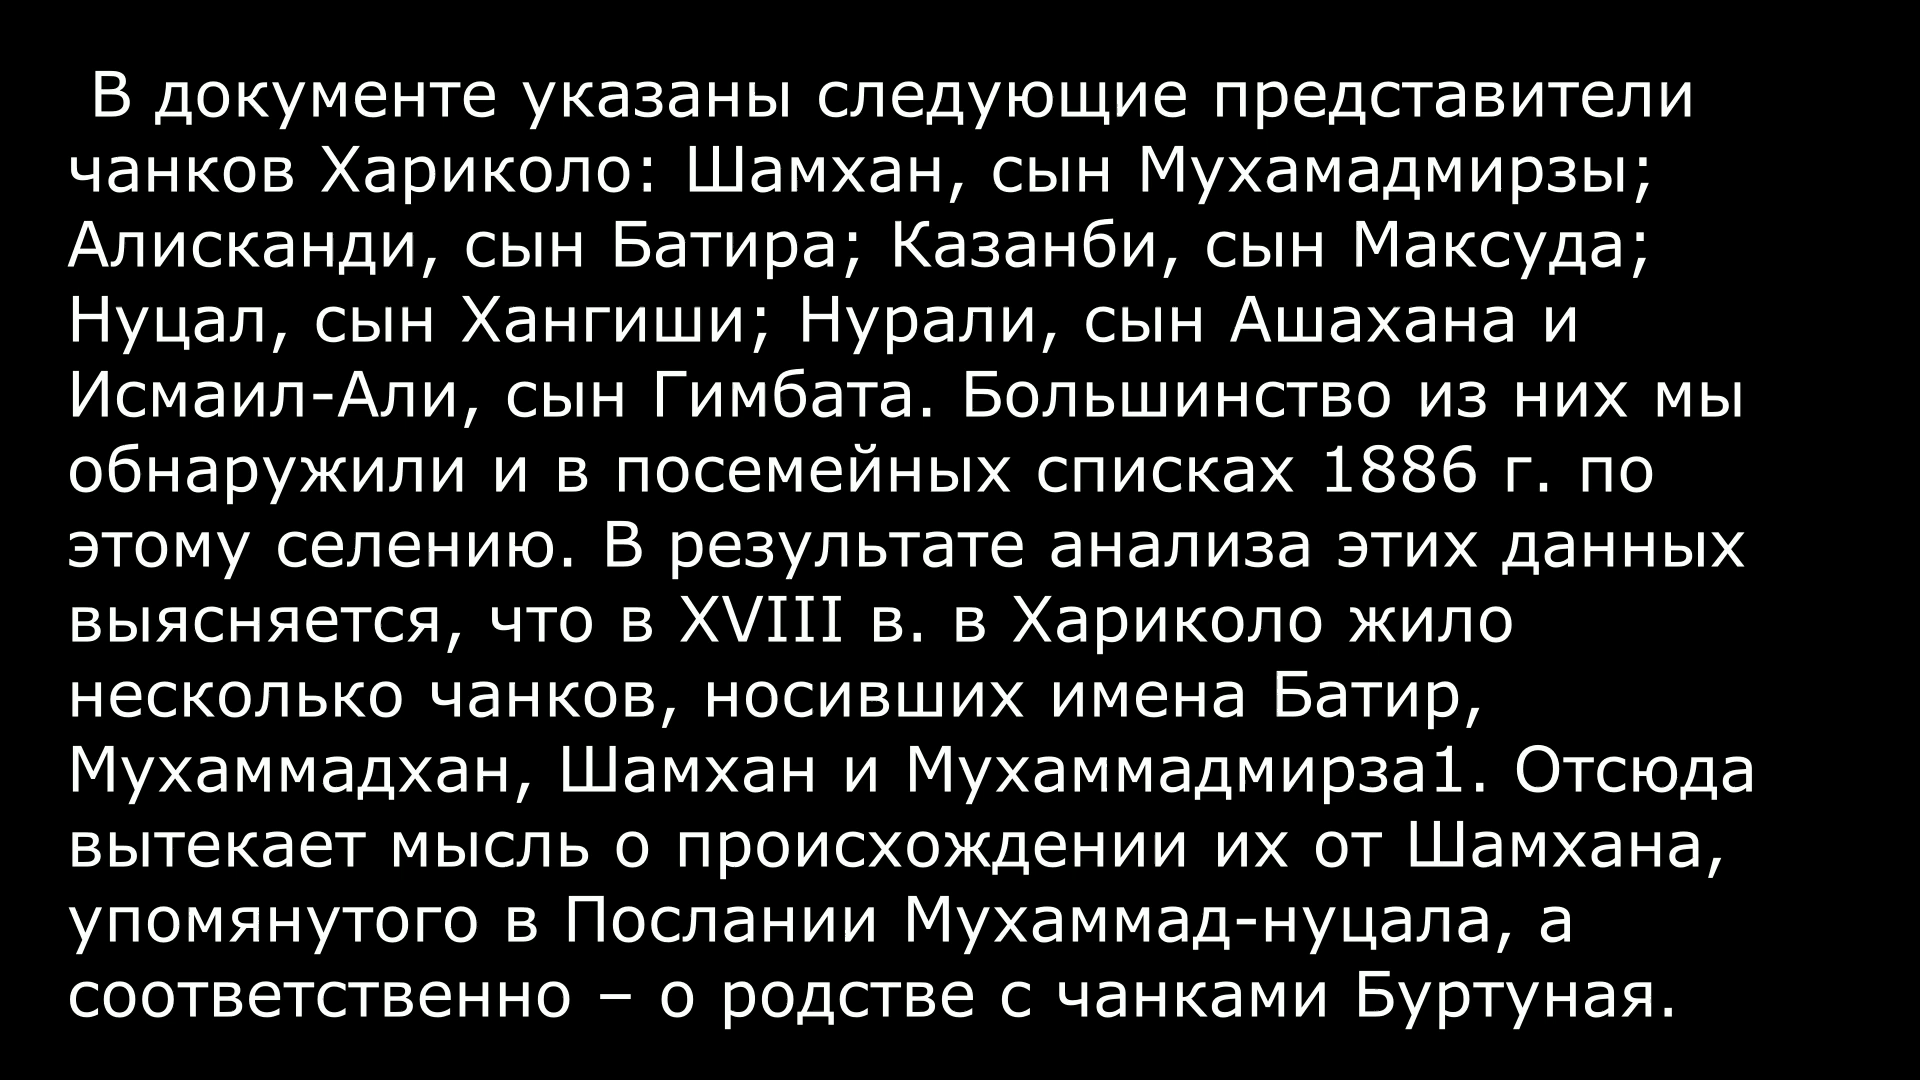 В документе указаны следующие представители
чанков Хариколо: Шамхан, сын Мухамадмирзы;
Алисканди, сын Батира; Казанби, сын Максуда;
Нуцал, сын Хангиши; Нурали, сын Ашахана и
Исмаил-Али, сын Гимбата. Большинство из них мы
обнаружили и в посемейных списках 1886 г. по
этому селению. В результате анализа этих данных
выясняется, что в XVIII в. в Хариколо жило
несколько чанков, носивших имена Батир,
Мухаммадхан, Шамхан и Мухаммадмирза1. Отсюда
вытекает мысль о происхождении их от Шамхана,
упомянутого в Послании Мухаммад-нуцала, а
соответственно – о родстве с чанками Буртуная.